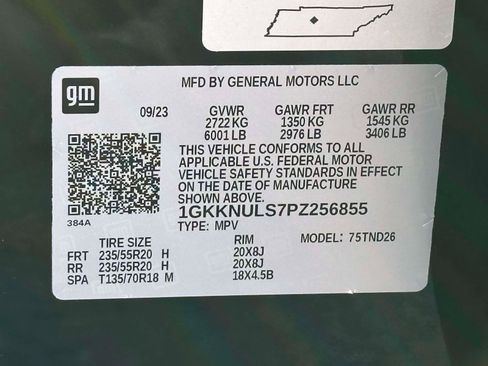 gm
MFD BY GENERAL MOTORS LLC
09/23 GVWR GAWR FRT GAWR RR
2722 KG 1350 KG 1545 KG
6001 LB 2976 LB 3406 LB
THIS VEHICLE CONFORMS TO ALL
APPLICABLE U.S. FEDERAL MOTOR
VEHICLE SAFETY STANDARDS IN EFFECT
ON THE DATE OF MANUFACTURE
SHOWN ABOVE.
384A
1GKKNULS7PZ256855
TYPE: MPV MODEL: 75TND26
TIRE SIZE RIM
FRT 235/55R20 H 20X8J
RR 235/55R20 H 20X8J
SPA T135/70R18 M 18X4.5B